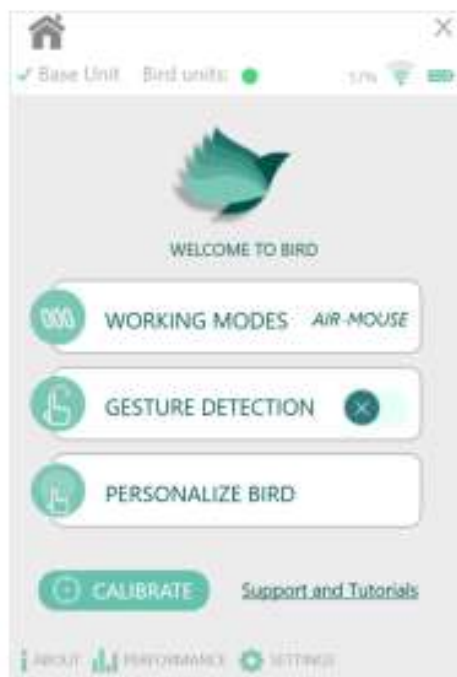 Base Unit Bird units: 57%
WELCOME TO BIRD
WORKING MODES AIR-MOUSE
GESTURE DETECTION
PERSONALIZE BIRD
CALIBRATE Support and Tutorials
ABOUT PERFORMANCE SETTINGS